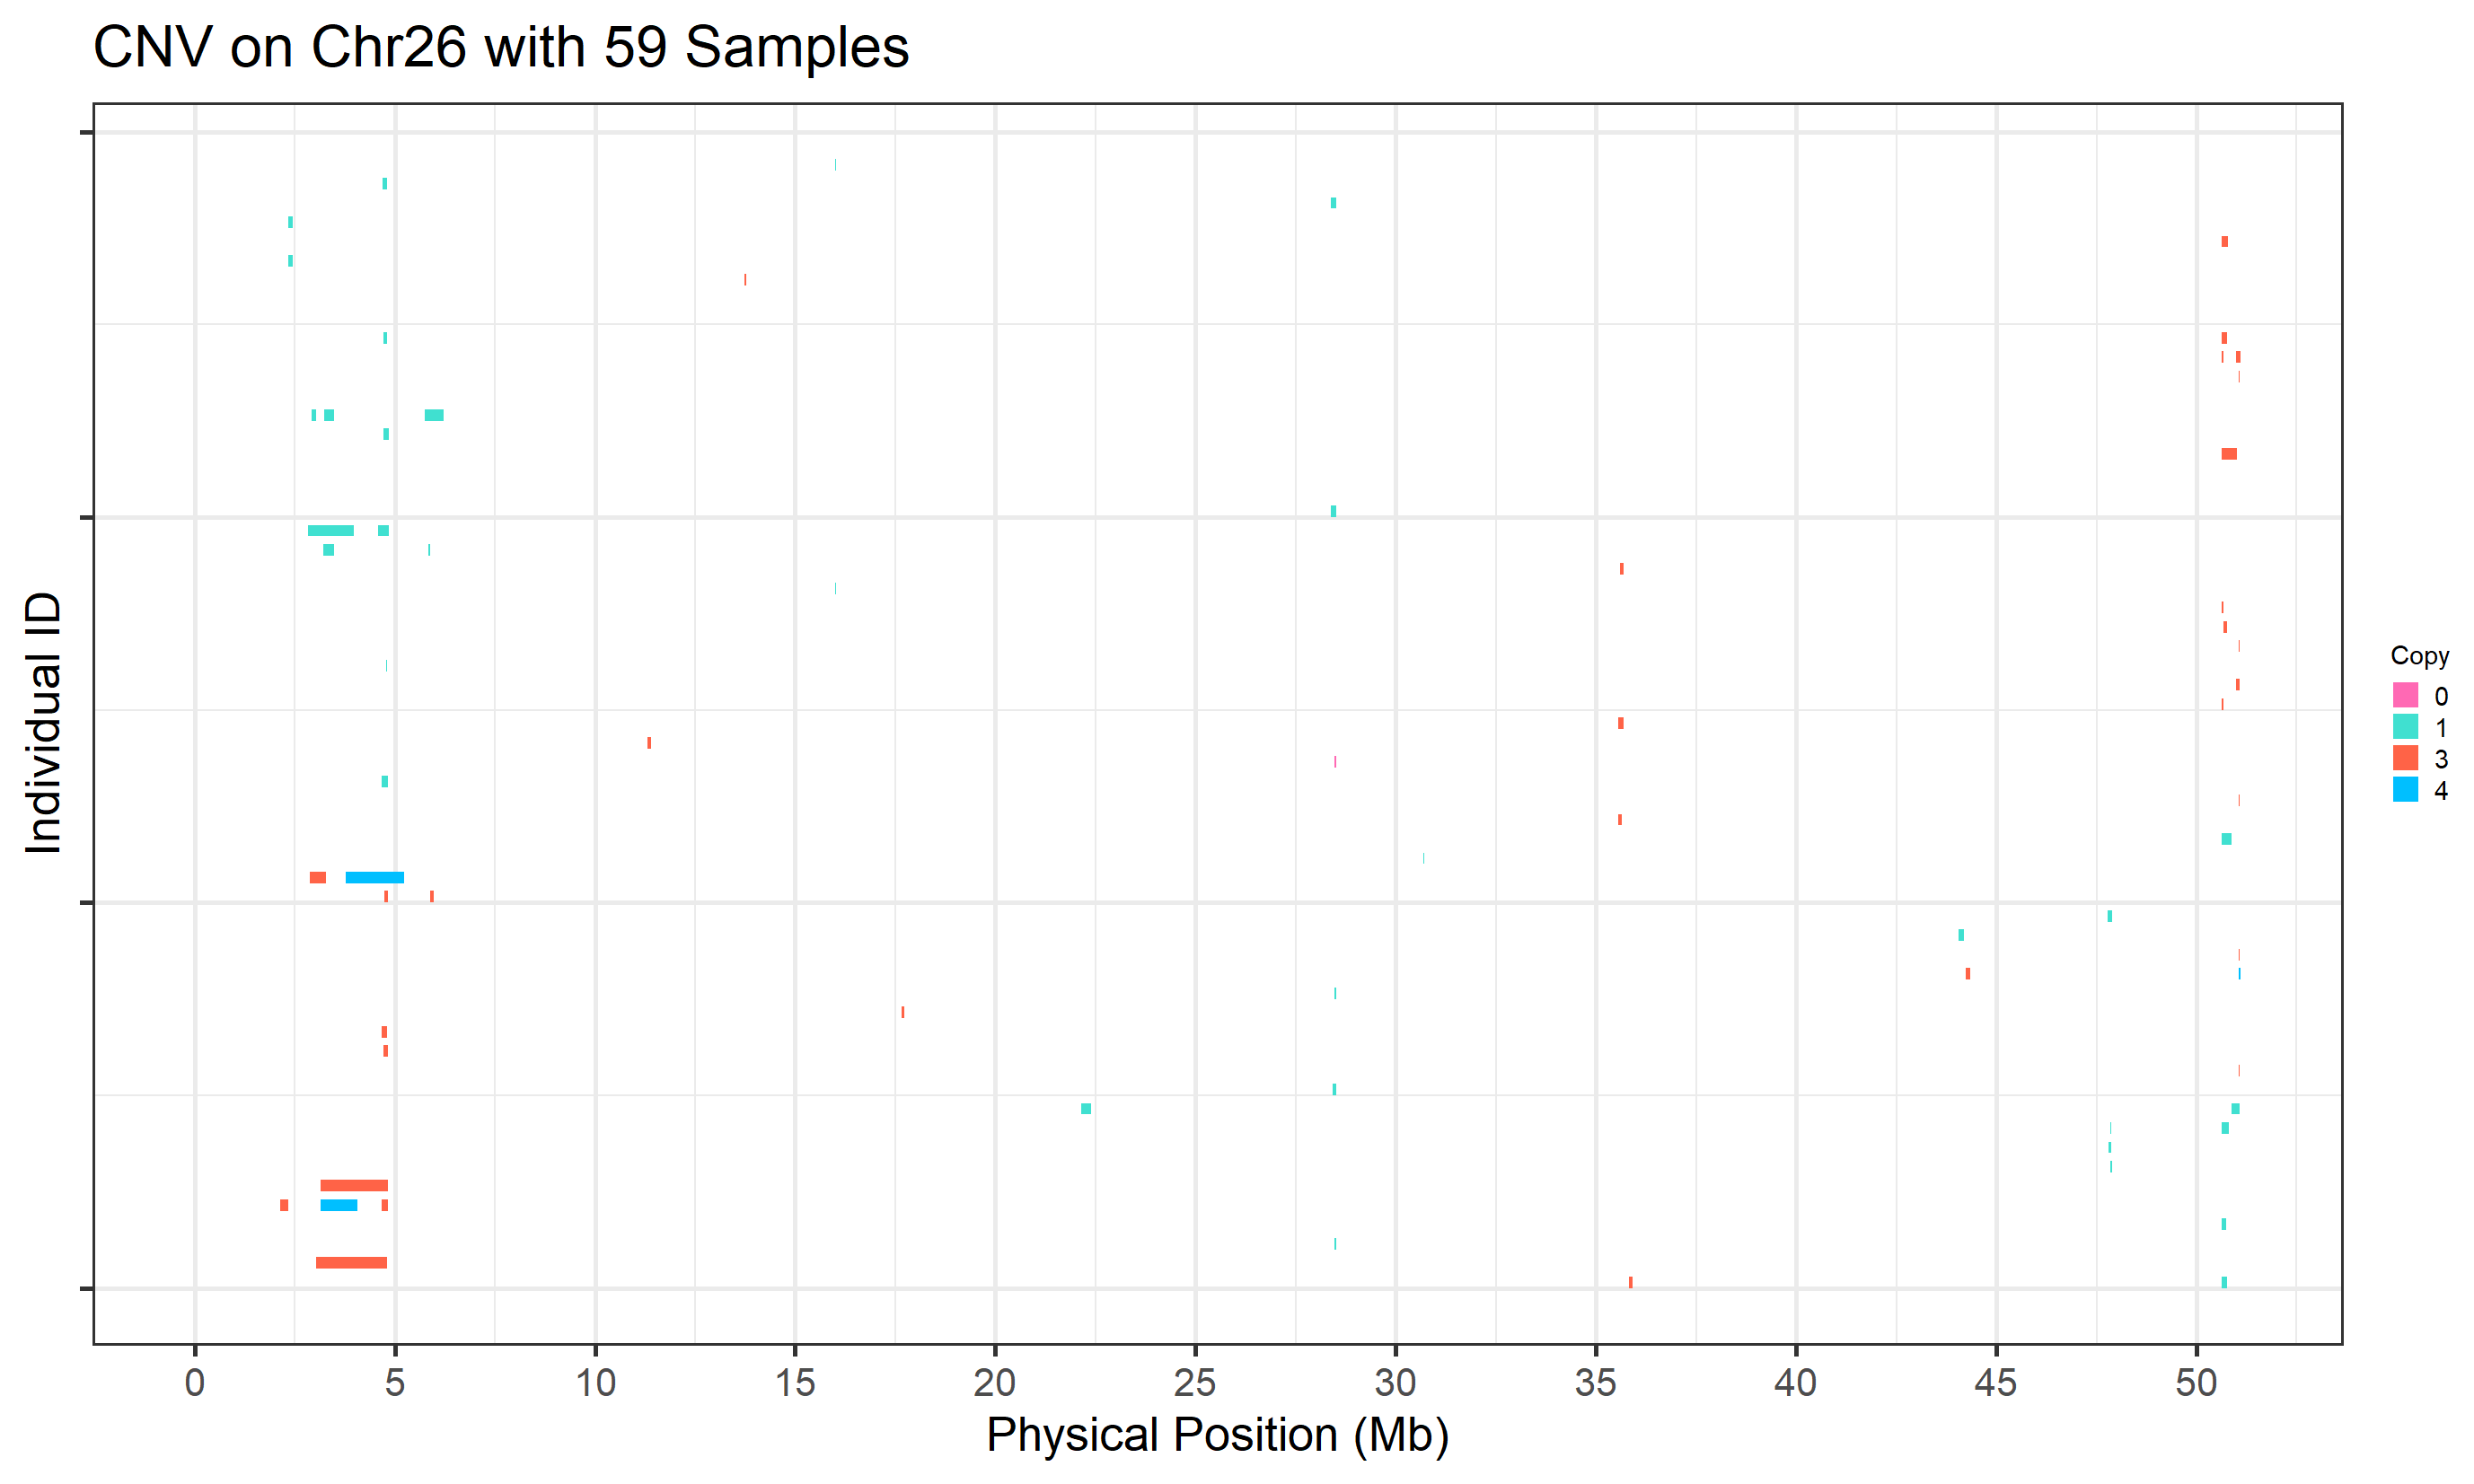 CNV on Chr26 with 59 Samples
Individual ID
Copy
0
1
3
4
0 5 10 15 20 25 30 35 40 45 50
Physical Position (Mb)